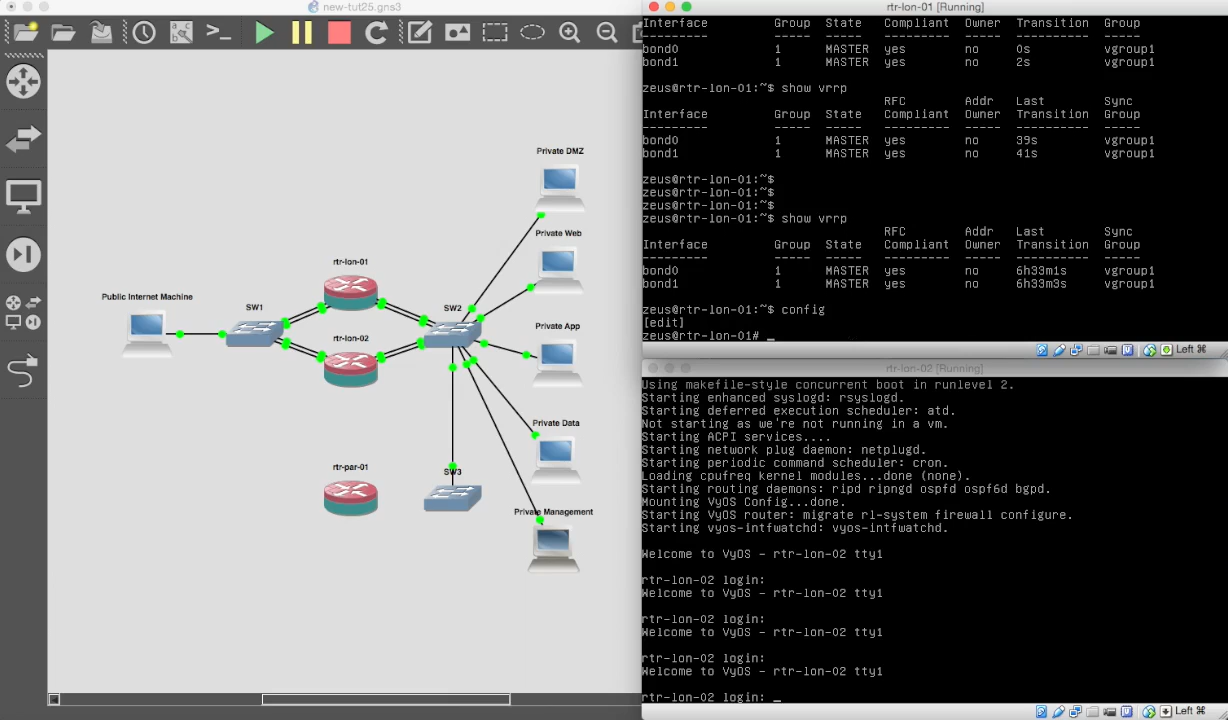 new-tut25.gns3
Private DMZ
Private Web
rtr-lon-01
Public Internet Machine
SW1
SW2
rtr-lon-02
Private App
Private Data
rtr-par-01
SW3
Private Management
rtr-lon-01 [Running]
Interface Group State Compliant Owner Transition Group
--------- ----- ----- --------- ----- ---------- -----
bond0 1 MASTER yes no 0s vgroup1
bond1 1 MASTER yes no 2s vgroup1
zeus@rtr-lon-01:~$ show vrrp
RFC Addr Last Sync
Interface Group State Compliant Owner Transition Group
--------- ----- ----- --------- ----- ---------- -----
bond0 1 MASTER yes no 39s vgroup1
bond1 1 MASTER yes no 41s vgroup1
zeus@rtr-lon-01:~$
zeus@rtr-lon-01:~$
zeus@rtr-lon-01:~$
zeus@rtr-lon-01:~$ show vrrp
RFC Addr Last Sync
Interface Group State Compliant Owner Transition Group
--------- ----- ----- --------- ----- ---------- -----
bond0 1 MASTER yes no 6h33m1s vgroup1
bond1 1 MASTER yes no 6h33m3s vgroup1
zeus@rtr-lon-01:~$ config
[edit]
zeus@rtr-lon-01# _
Left ⌘
rtr-lon-02 [Running]
Using makefile-style concurrent boot in runlevel 2.
Starting enhanced syslogd: rsyslogd.
Starting deferred execution scheduler: atd.
Not starting as we're not running in a vm.
Starting ACPI services....
Starting network plug daemon: netplugd.
Starting periodic command scheduler: cron.
Loading cpufreq kernel modules...done (none).
Starting routing daemons: ripd ripngd ospfd ospf6d bgpd.
Mounting VyOS Config...done.
Starting VyOS router: migrate rl-system firewall configure.
Starting vyos-intfwatchd: vyos-intfwatchd.
Welcome to VyOS - rtr-lon-02 tty1
rtr-lon-02 login:
Welcome to VyOS - rtr-lon-02 tty1
rtr-lon-02 login:
Welcome to VyOS - rtr-lon-02 tty1
rtr-lon-02 login:
Welcome to VyOS - rtr-lon-02 tty1
rtr-lon-02 login: _
Left ⌘